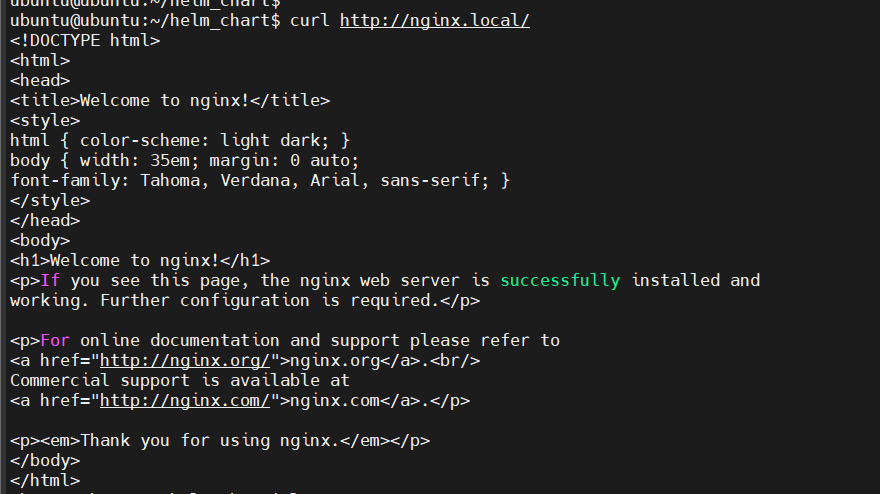 ubuntu@ubuntu:~/helm_chart$
ubuntu@ubuntu:~/helm_chart$ curl http://nginx.local/
<!DOCTYPE html>
<html>
<head>
<title>Welcome to nginx!</title>
<style>
html { color-scheme: light dark; }
body { width: 35em; margin: 0 auto;
font-family: Tahoma, Verdana, Arial, sans-serif; }
</style>
</head>
<body>
<h1>Welcome to nginx!</h1>
<p>If you see this page, the nginx web server is successfully installed and
working. Further configuration is required.</p>

<p>For online documentation and support please refer to
<a href="http://nginx.org/">nginx.org</a>.<br/>
Commercial support is available at
<a href="http://nginx.com/">nginx.com</a>.</p>

<p><em>Thank you for using nginx.</em></p>
</body>
</html>